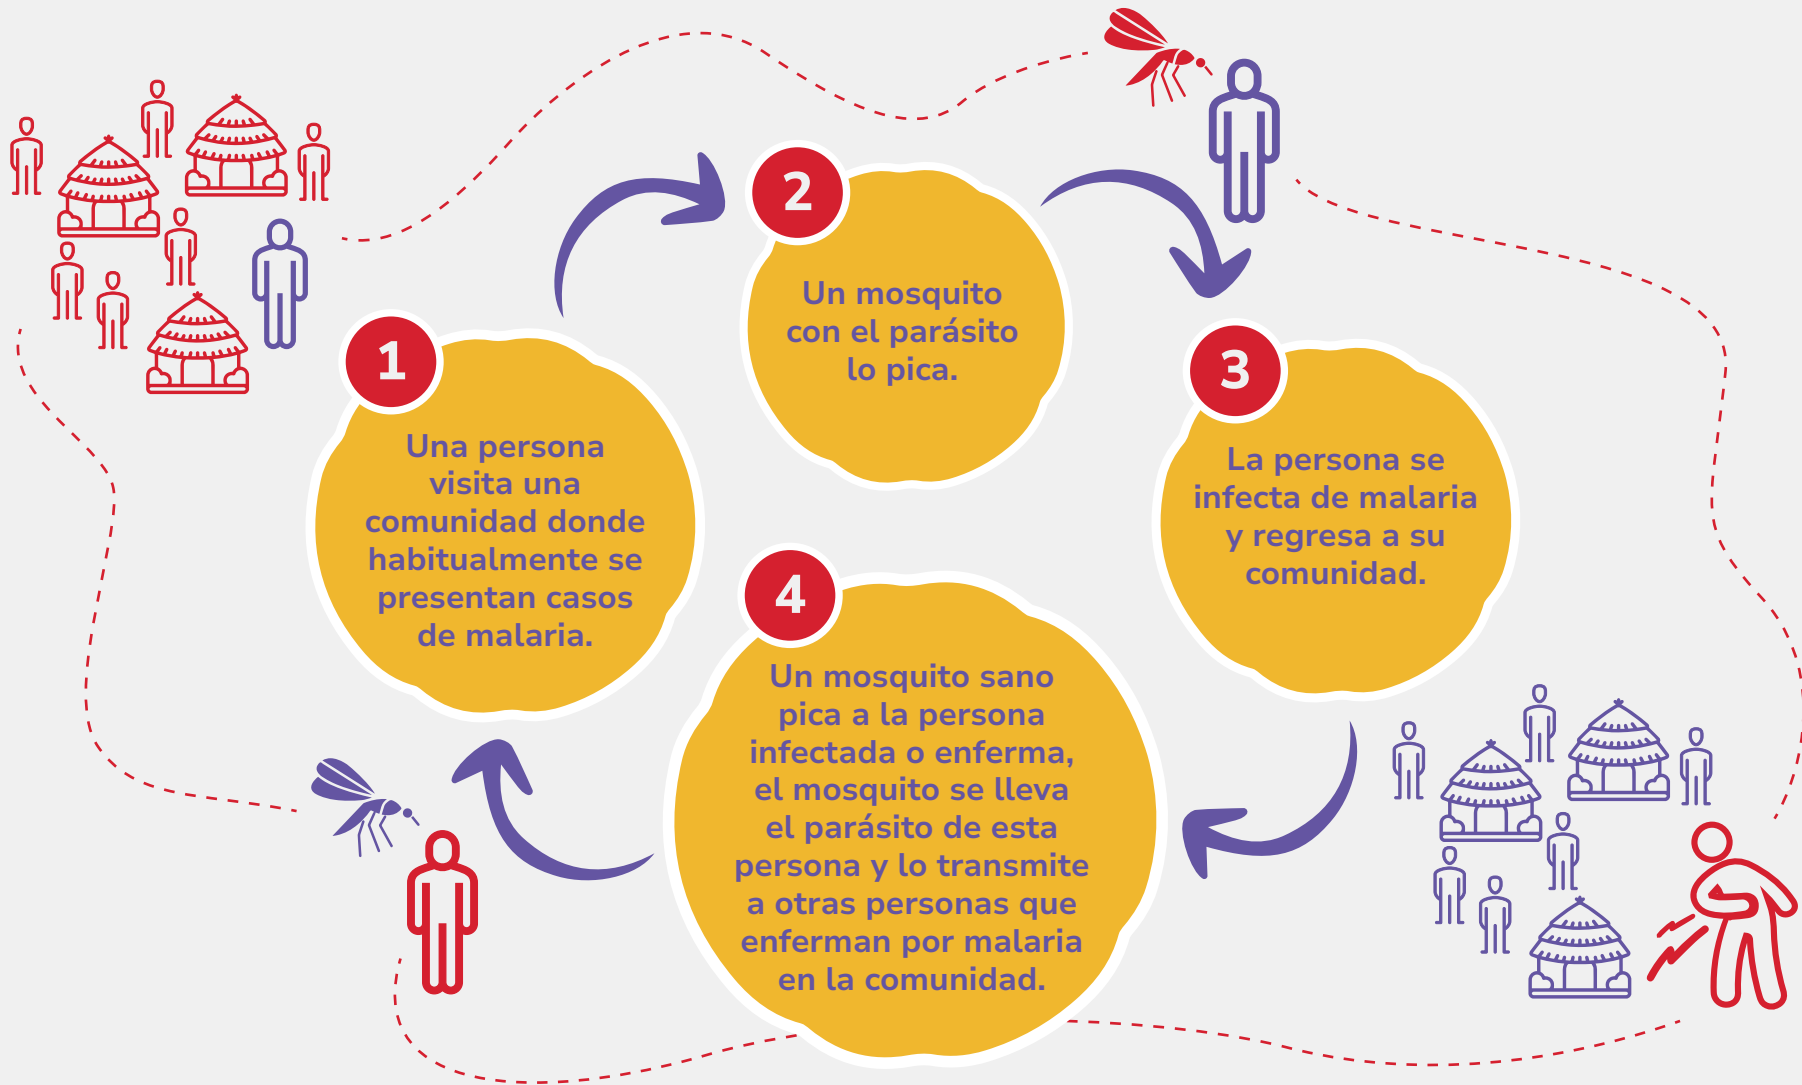 1
Una persona
visita una
comunidad donde
habitualmente se
presentan casos
de malaria.
2
Un mosquito
con el parásito
lo pica.
3
La persona se
infecta de malaria
y regresa a su
comunidad.
4
Un mosquito sano
pica a la persona
infectada o enferma,
el mosquito se lleva
el parásito de esta
persona y lo transmite
a otras personas que
enferman por malaria
en la comunidad.